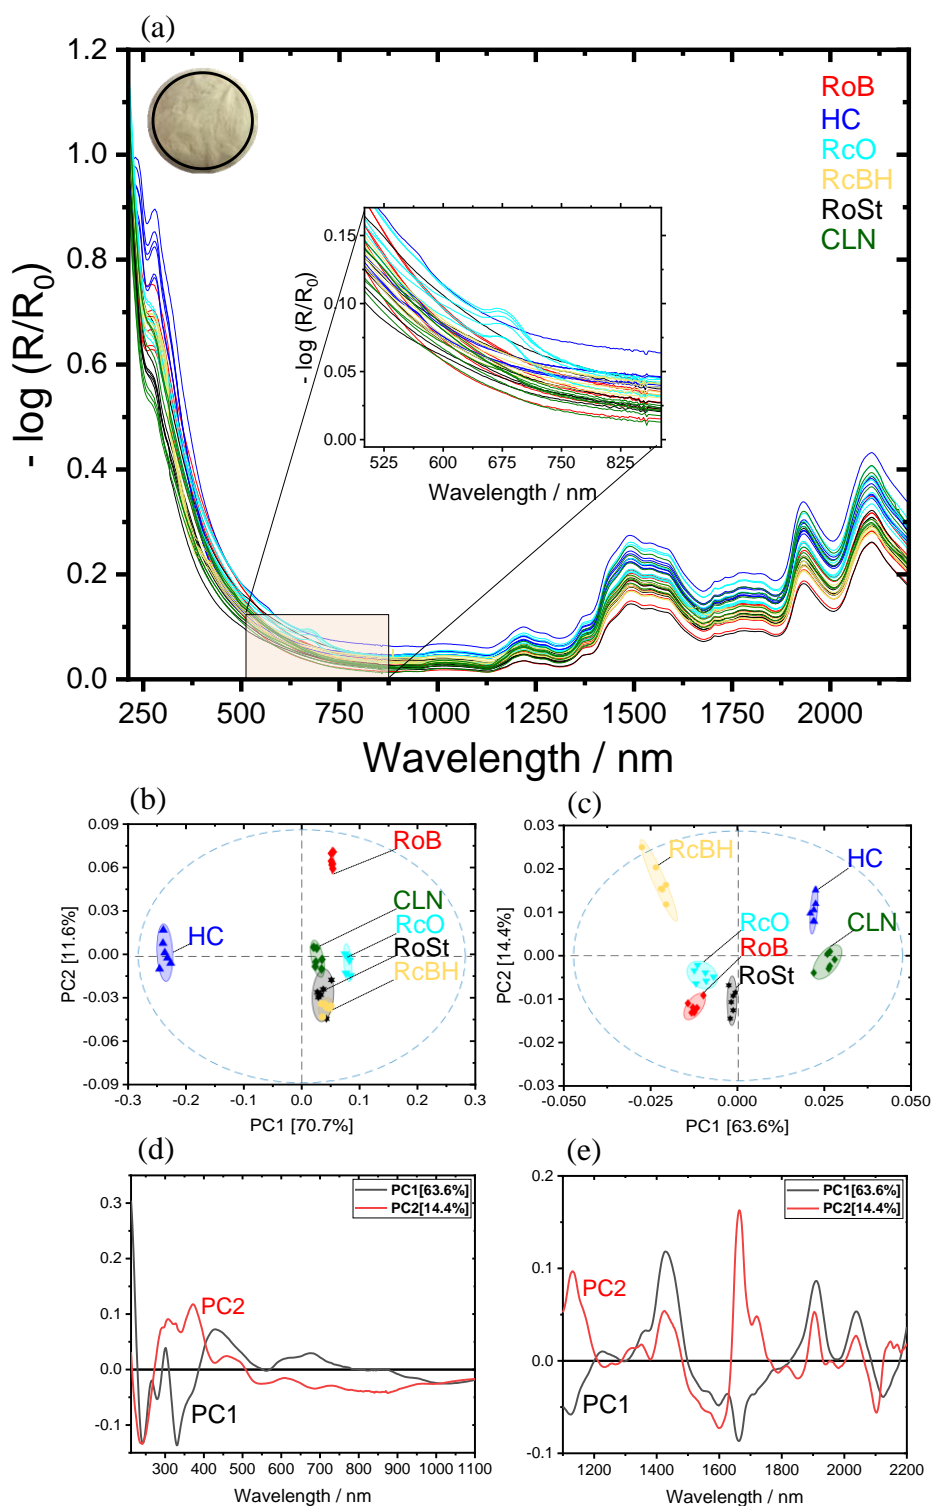 (a)
1.2
1.0
0.8
0.6
0.4
0.2
0.0
- log (R/R0)
RoB
HC
RcO
RcBH
RoSt
CLN
0.15
0.10
0.05
0.00
- log (R/R0)
525 600 675 750 825
Wavelength / nm
250 500 750 1000 1250 1500 1750 2000
Wavelength / nm
(b)
0.09
0.06
0.03
0.00
-0.03
-0.06
-0.09
PC2 [11.6%]
RoB
CLN
RcO
RoSt
RcBH
HC
-0.3 -0.2 -0.1 0.0 0.1 0.2 0.3
PC1 [70.7%]
(c)
0.03
0.02
0.01
0.00
-0.01
-0.02
-0.03
PC2 [14.4%]
RcBH
HC
RcO
RoB
RoSt
CLN
-0.050 -0.025 0.000 0.025 0.050
PC1 [63.6%]
(d)
0.3
0.2
0.1
0.0
-0.1
PC1[63.6%]
PC2[14.4%]
PC2
PC1
300 400 500 600 700 800 900 1000 1100
Wavelength / nm
(e)
0.2
0.1
0.0
-0.1
PC1[63.6%]
PC2[14.4%]
PC2
PC1
1200 1400 1600 1800 2000 2200
Wavelength / nm